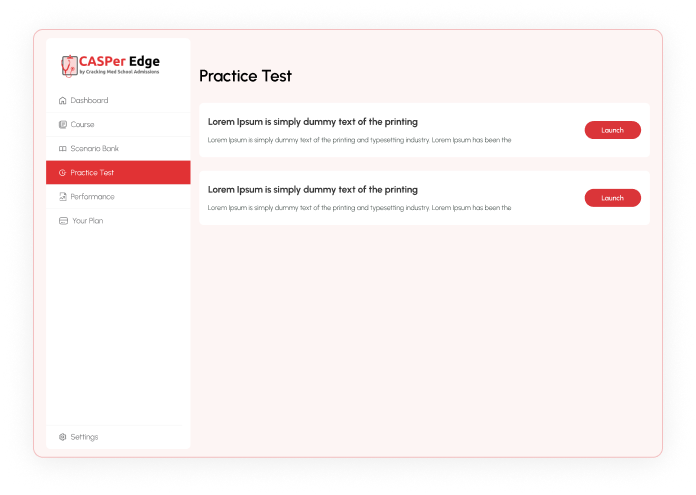 CASPer Edge
by Cracking Med School Admissions
Dashboard
Course
Scenario Bank
Practice Test
Performance
Your Plan
Settings
Practice Test
Lorem Ipsum is simply dummy text of the printing
Lorem Ipsum is simply dummy text of the printing and typesetting industry. Lorem Ipsum has been the
Launch
Lorem Ipsum is simply dummy text of the printing
Lorem Ipsum is simply dummy text of the printing and typesetting industry. Lorem Ipsum has been the
Launch